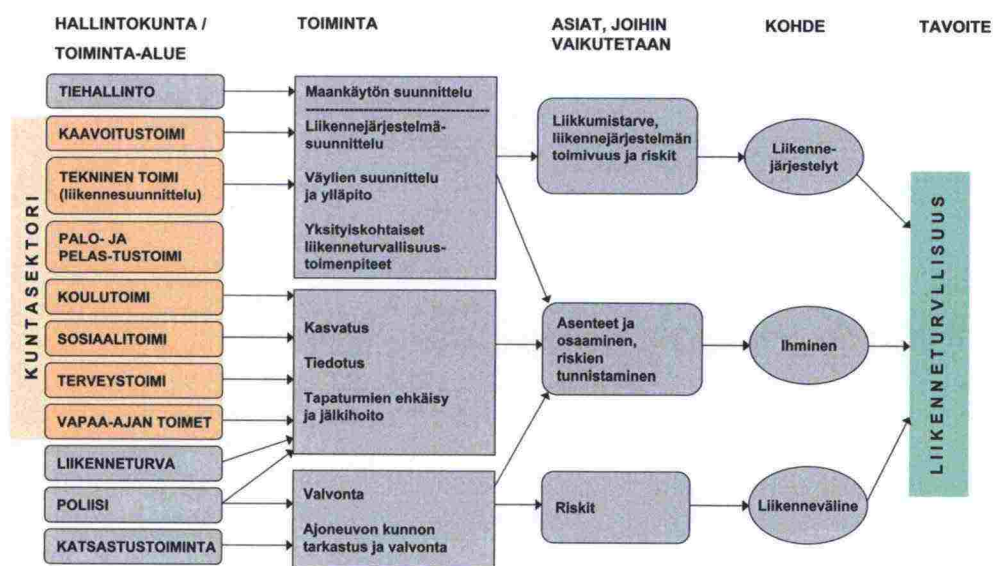 HALLINTOKUNTA /
TOIMINTA-ALUE
TOIMINTA
ASIAT, JOIHIN
VAIKUTETAAN
KOHDE
TAVOITE
KUNTASEKTORI
TIEHALLINTO
KAAVOITUSTOIMI
TEKNINEN TOIMI
(liikennesuunnittelu)
PALO- JA
PELAS-TUSTOIMI
KOULUTOIMI
SOSIAALITOIMI
TERVEYSTOIMI
VAPAA-AJAN TOIMET
LIIKENNETURVA
POLIISI
KATSASTUSTOIMINTA
Maankäytön suunnittelu
Liikennejärjestelmä-
suunnittelu
Väylien suunnittelu
ja ylläpito
Yksityiskohtaiset
liikenneturvallisuus-
toimenpiteet
Kasvatus
Tiedotus
Tapaturmien ehkäisy
ja jälkihoito
Valvonta
Ajoneuvon kunnon
tarkastus ja valvonta
Liikkumistarve,
liikennejärjestelmän
toimivuus ja riskit
Asenteet ja
osaaminen,
riskien
tunnistaminen
Riskit
Liikenne-
järjestelyt
Ihminen
Liikenneväline
LIIKENNETURVLLISUUS